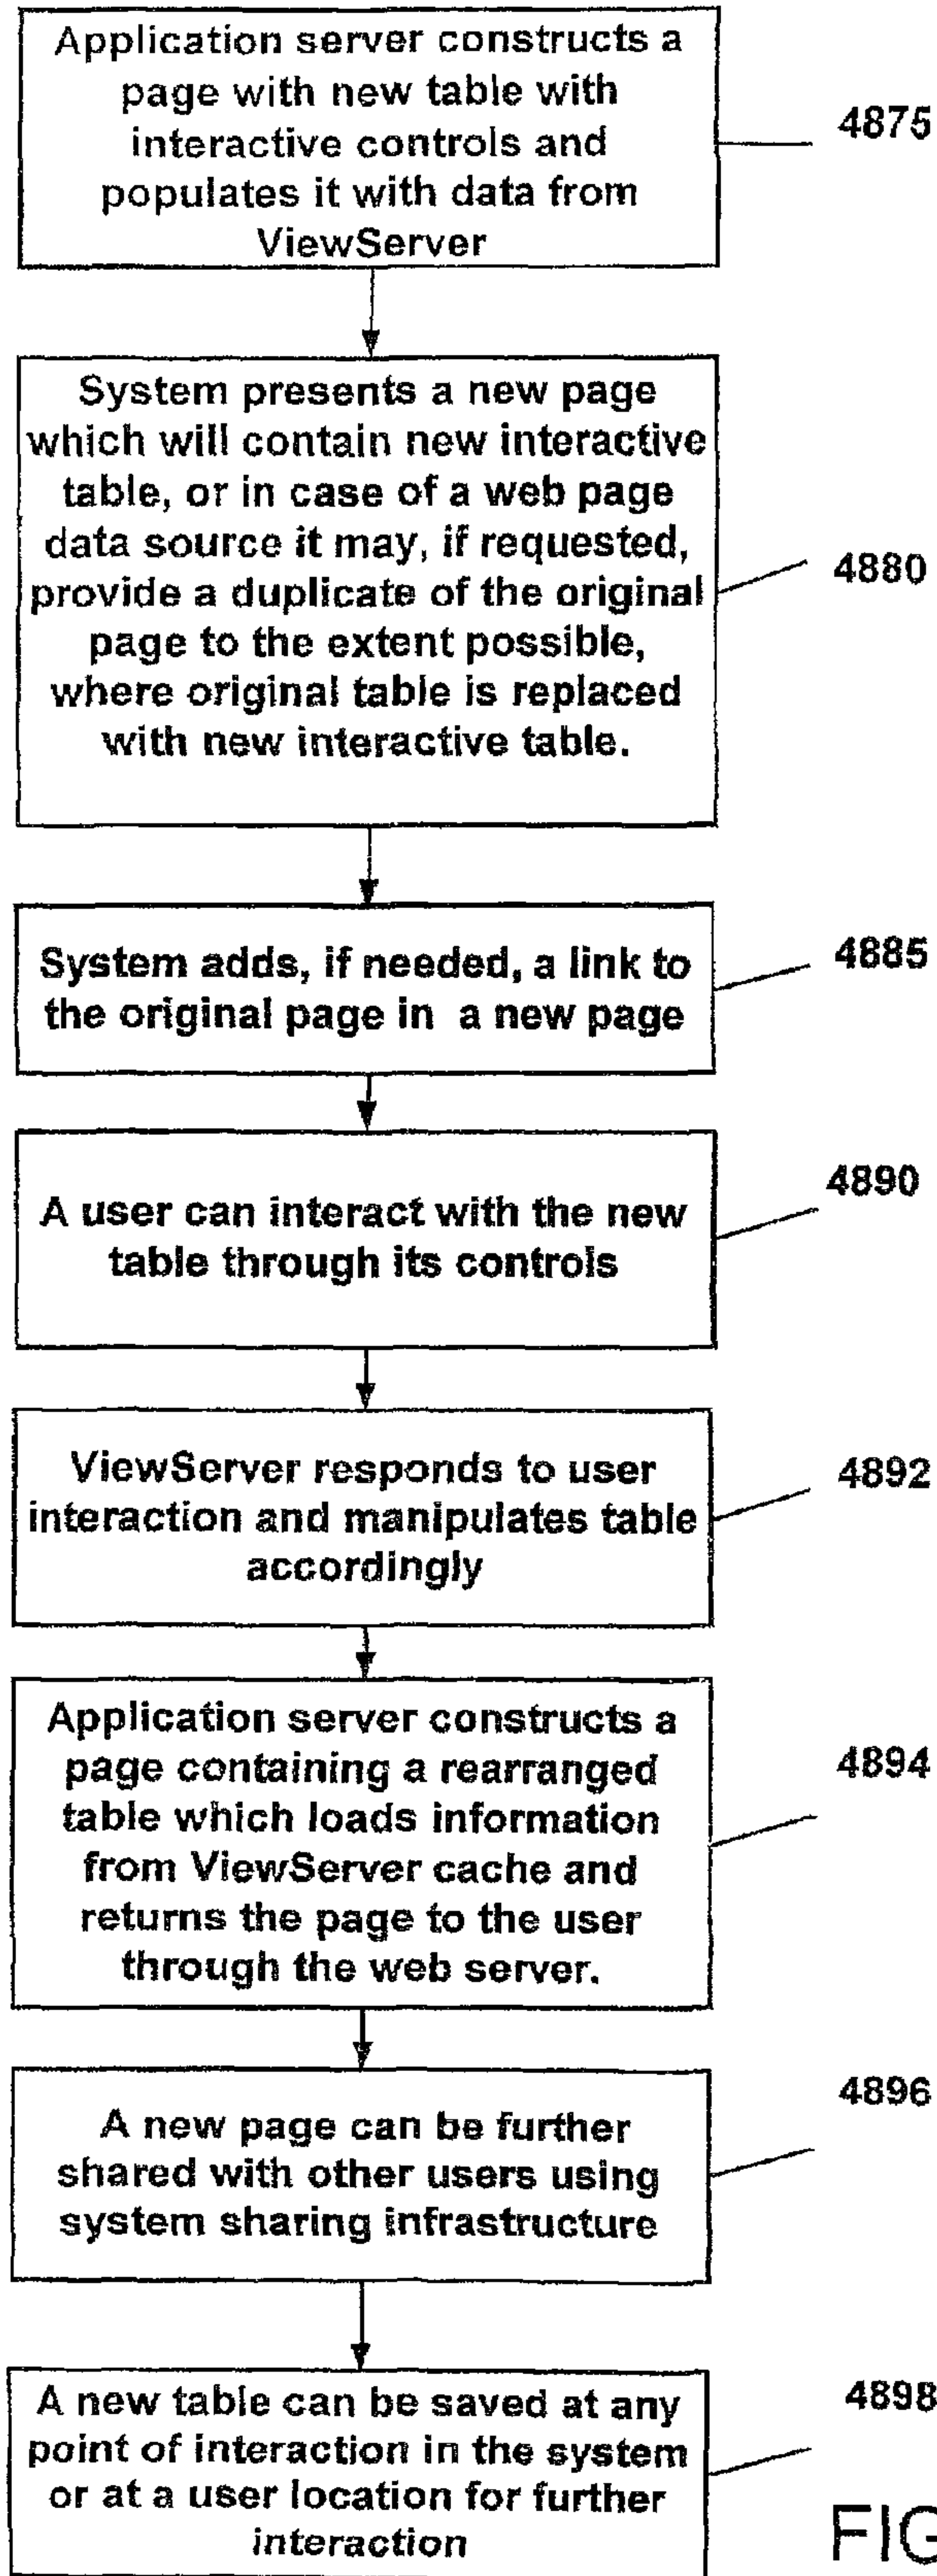 Application server constructs a
page with new table with
interactive controls and
populates it with data from
ViewServer
4875
System presents a new page
which will contain new interactive
table, or in case of a web page
data source it may, if requested,
provide a duplicate of the original
page to the extent possible,
where original table is replaced
with new interactive table.
4880
System adds, if needed, a link to
the original page in a new page
4885
A user can interact with the new
table through its controls
4890
ViewServer responds to user
interaction and manipulates table
accordingly
4892
Application server constructs a
page containing a rearranged
table which loads information
from ViewServer cache and
returns the page to the user
through the web server.
4894
A new page can be further
shared with other users using
system sharing infrastructure
4896
A new table can be saved at any
point of interaction in the system
or at a user location for further
interaction
4898
FIG